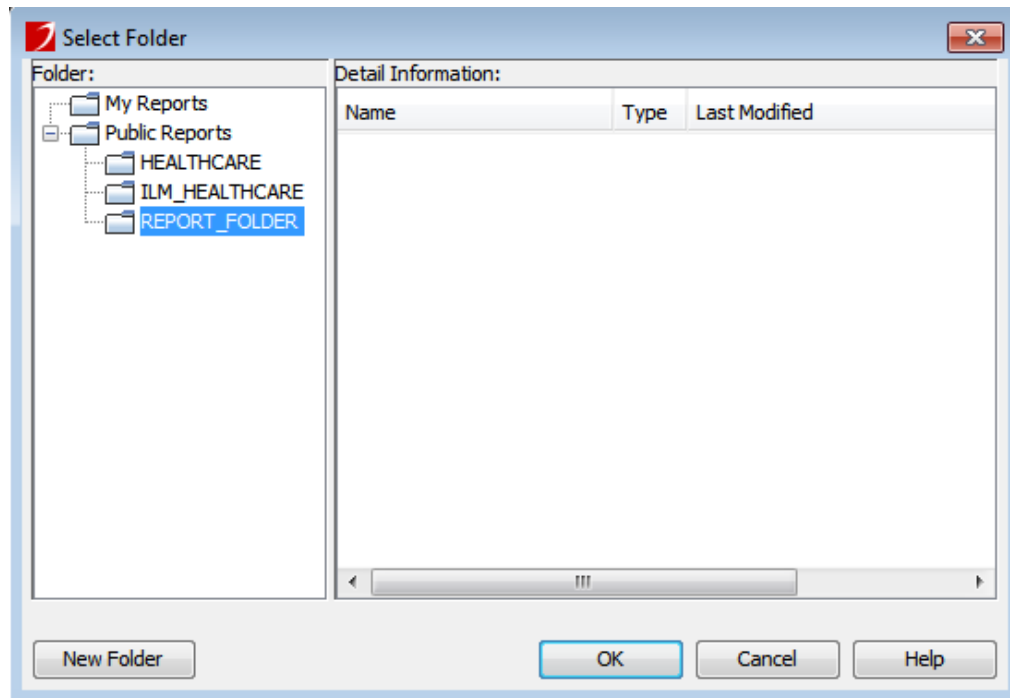 Select Folder
Folder:
Detail Information:
My Reports
Public Reports
HEALTHCARE
ILM_HEALTHCARE
REPORT_FOLDER
Name Type Last Modified
New Folder OK Cancel Help